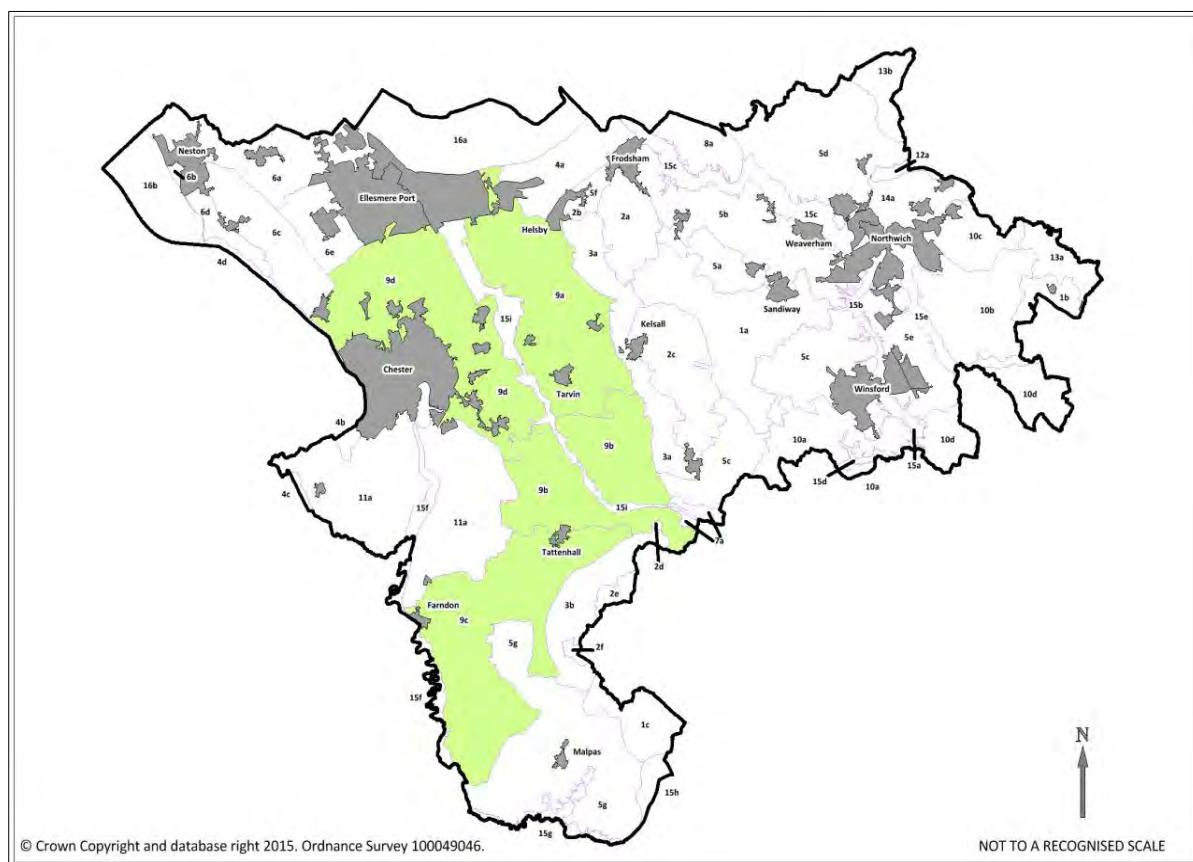 13b
16a
8a
Neston
4a
Frodsham
5d
12a
6a
15c
16b
6b
5f
14a
Ellesmere Port
2b
6d
2a
5b
15c
6c
Helsby
Weaverham
Northwich
10c
4d
6e
3a
13a
5a
9d
9a
1b
15b
Sandiway
10b
15i
Kelsall
15e
1a
5e
2c
5c
Chester
Winsford
9d
Tarvin
10d
4b
9b
10a
10d
3a
5c
15a
9b
15d
4c
10a
11a
15f
15i
11a
7a
Tattenhall
2d
2e
Farndon
3b
9c
5g
2f
15f
1c
N
Malpas
15h
5g
15g
© Crown Copyright and database right 2015. Ordnance Survey 100049046.
NOT TO A RECOGNISED SCALE